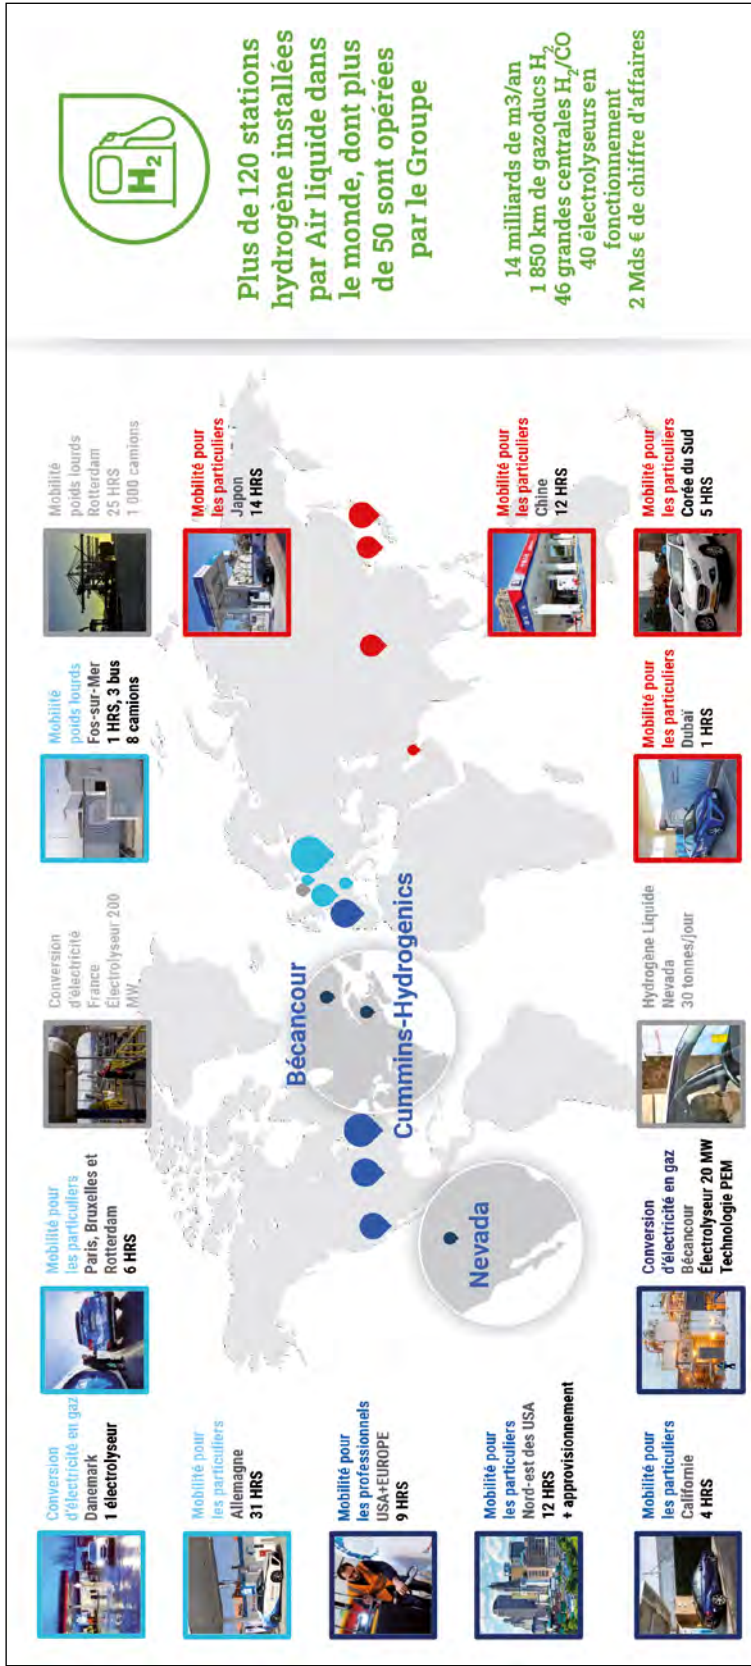 Conversion
d'électricité en gaz
Danemark
1 électrolyseur
Mobilité pour
les particuliers
Paris, Bruxelles et
Rotterdam
6 HRS
Conversion
d'électricité
France
Électrolyseur 200
MW
Mobilité
poids lourds
Fos-sur-Mer
1 HRS, 3 bus
8 camions
Mobilité
poids lourds
Rotterdam
25 HRS
1 000 camions
Mobilité pour
les particuliers
Allemagne
31 HRS
Mobilité pour
les particuliers
Japon
14 HRS
Mobilité pour
les professionnels
USA+EUROPE
9 HRS
Mobilité pour
les particuliers
Nord-est des USA
12 HRS
+ approvisionnement
Mobilité pour
les particuliers
Chine
12 HRS
Bécancour
Cummins-Hydrogenics
Nevada
Mobilité pour
les particuliers
Californie
4 HRS
Conversion
d'électricité en gaz
Bécancour
Électrolyseur 20 MW
Technologie PEM
Hydrogène Liquide
Nevada
30 tonnes/jour
Mobilité pour
les particuliers
Dubaï
1 HRS
Mobilité pour
les particuliers
Corée du Sud
5 HRS
H2
Plus de 120 stations
hydrogène installées
par Air liquide dans
le monde, dont plus
de 50 sont opérées
par le Groupe
14 milliards de m3/an
1 850 km de gazoducs H2
46 grandes centrales H2/CO
40 électrolyseurs en
fonctionnement
2 Mds € de chiffre d'affaires